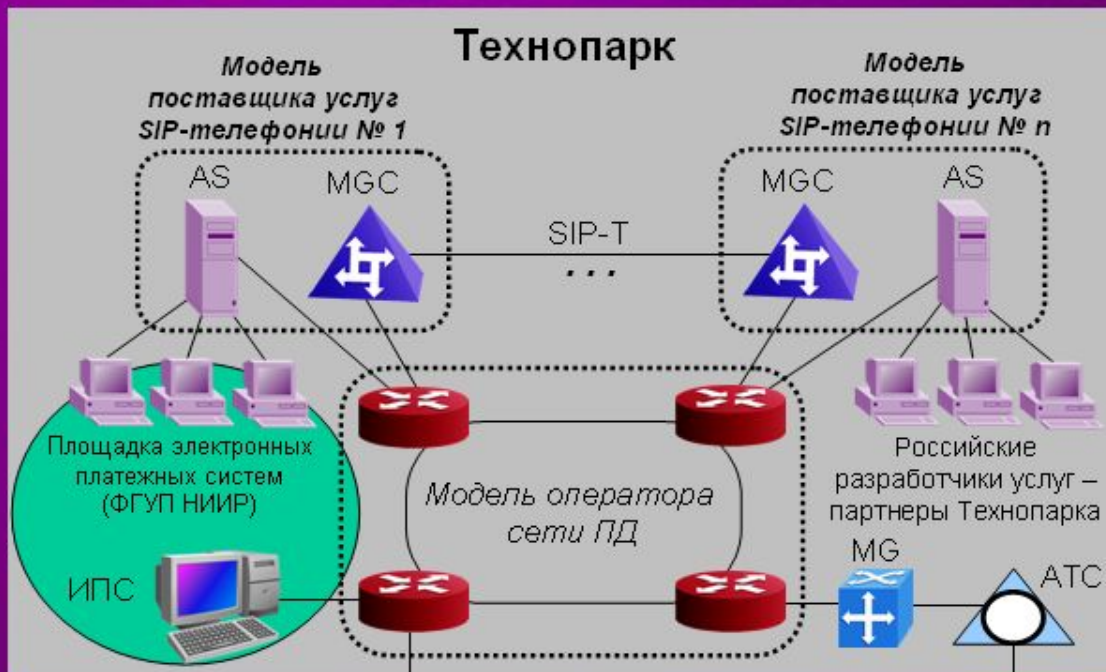 Технопарк
Модель
поставщика услуг
SIP-телефонии № 1
Модель
поставщика услуг
SIP-телефонии № n
AS
MGC
MGC
AS
SIP-T
...
Площадка электронных
платежных систем
(ФГУП НИИР)
Модель оператора
сети ПД
Российские
разработчики услуг –
партнеры Технопарка
ИПС
MG
АТС